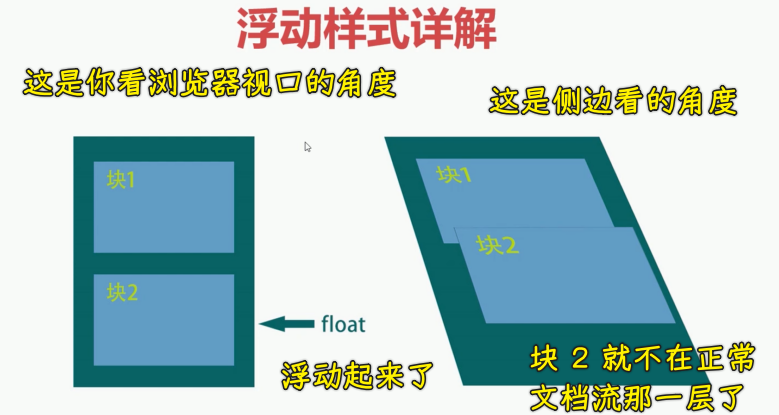 浮动样式详解
这是你看浏览器视口的角度
这是侧边看的角度
块1
块2
float
浮动起来了
块1
块2
块 2 就不在正常
文档流那一层了